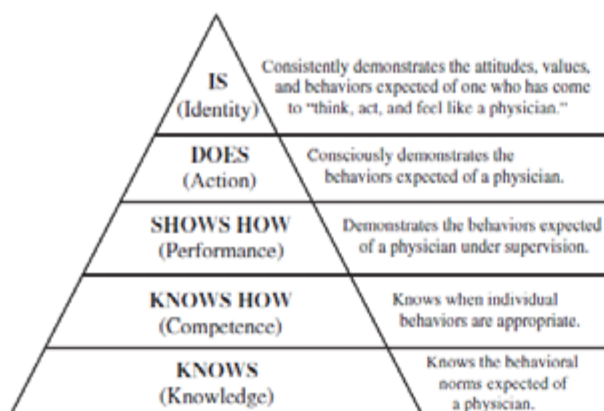 IS
(Identity)
Consistently demonstrates the attitudes, values,
and behaviors expected of one who has come
to “think, act, and feel like a physician.”
DOES
(Action)
Consciously demonstrates the
behaviors expected of a physician.
SHOWS HOW
(Performance)
Demonstrates the behaviors expected
of a physician under supervision.
KNOWS HOW
(Competence)
Knows when individual
behaviors are appropriate.
KNOWS
(Knowledge)
Knows the behavioral
norms expected of
a physician.